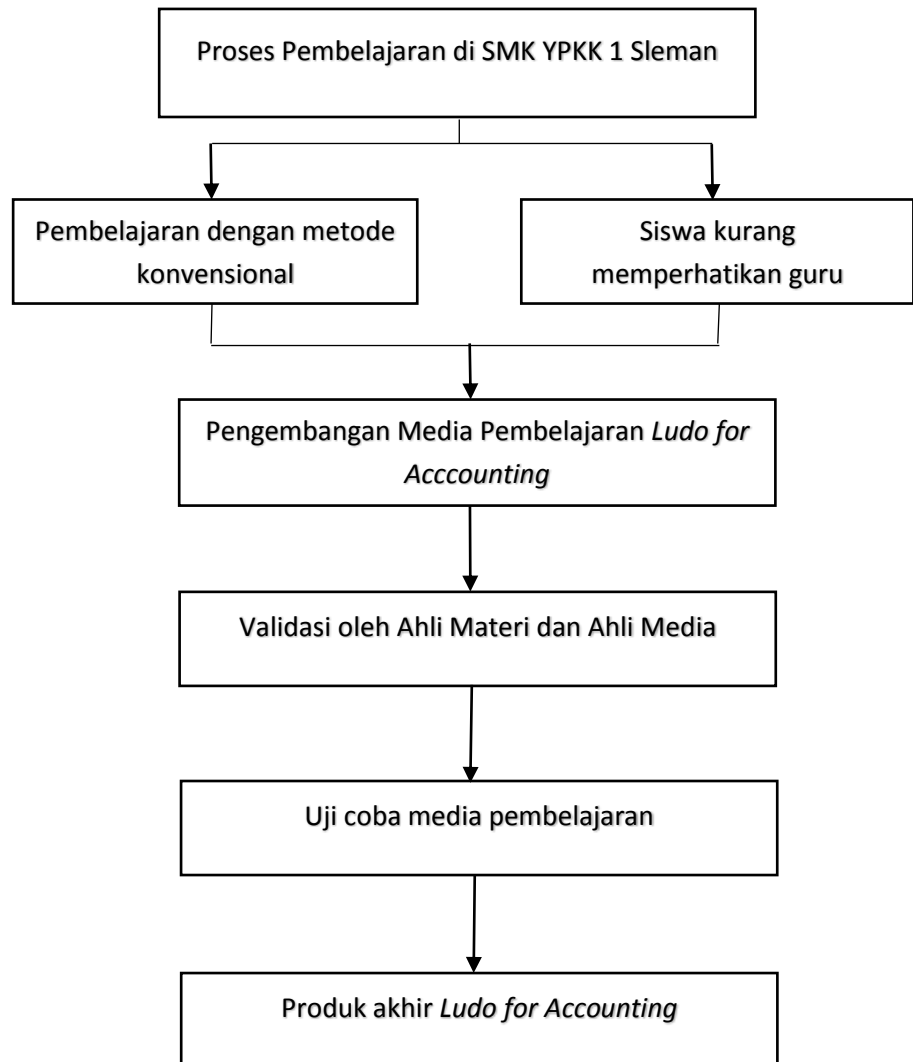 Proses Pembelajaran di SMK YPKK 1 Sleman
Pembelajaran dengan metode
konvensional
Siswa kurang
memperhatikan guru
Pengembangan Media Pembelajaran Ludo for
Acccounting
Validasi oleh Ahli Materi dan Ahli Media
Uji coba media pembelajaran
Produk akhir Ludo for Accounting